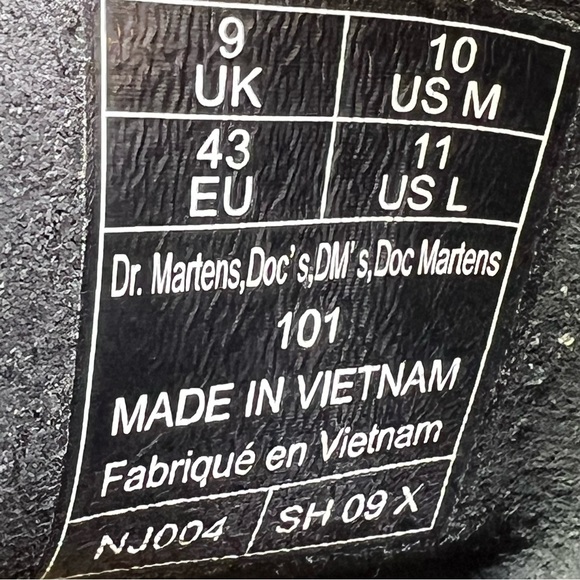 9 UK
10 US M
43 EU
11 US L
Dr. Martens,Doc's,DM's,Doc Martens
101
MADE IN VIETNAM
Fabriqué en Vietnam
NJ004 / SH 09 X